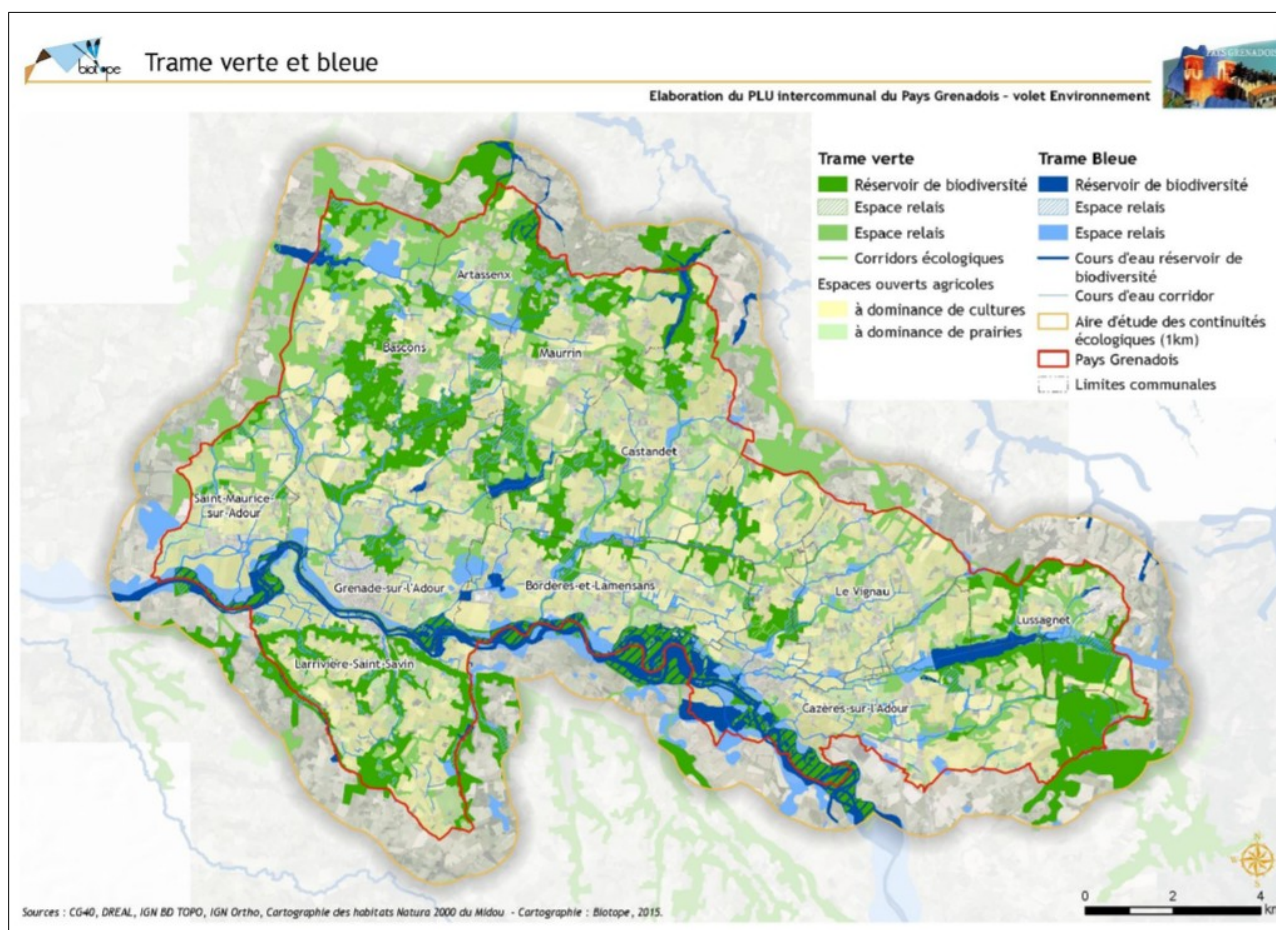 biotope
Trame verte et bleue
PAYS GRENADOIS
Elaboration du PLU intercommunal du Pays Grenadois - volet Environnement
Trame verte
Réservoir de biodiversité
Espace relais
Espace relais
Corridors écologiques
Espaces ouverts agricoles
à dominance de cultures
à dominance de prairies
Trame Bleue
Réservoir de biodiversité
Espace relais
Espace relais
Cours d'eau réservoir de
biodiversité
Cours d'eau corridor
Aire d'étude des continuités
écologiques (1km)
Pays Grenadois
Limites communales
Artassenx
Bascons
Maurrin
Castandet
Saint-Maurice-
sur-Adour
Grenade-sur-l'Adour
Bordères-et-Lamensans
Le Vignau
Lussagnet
Larrivière-Saint-Savin
Cazères-sur-l'Adour
N
0 2 4
km
Sources : CG40, DREAL, IGN BD TOPO, IGN Ortho, Cartographie des habitats Natura 2000 du Midou - Cartographie : Biotope, 2015.